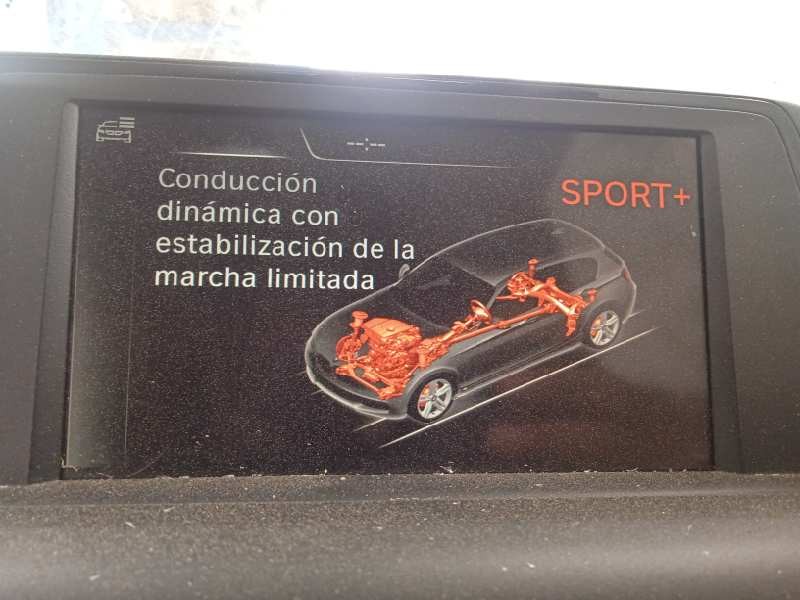 --:--
Conducción
dinámica con
estabilización de la
marcha limitada
SPORT+